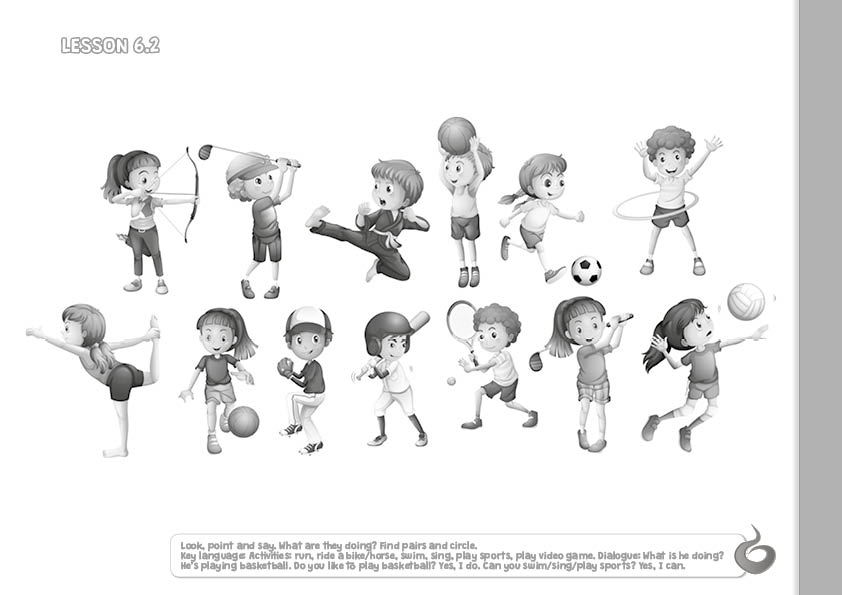 LESSON 6.2
Look, point and say. What are they doing? Find pairs and circle.
Key language: Activities: run, ride a bike/horse, swim, sing, play sports, play video game. Dialogue: What is he doing?
He's playing basketball. Do you like to play basketball? Yes, I do. Can you swim/sing/play sports? Yes, I can.
6